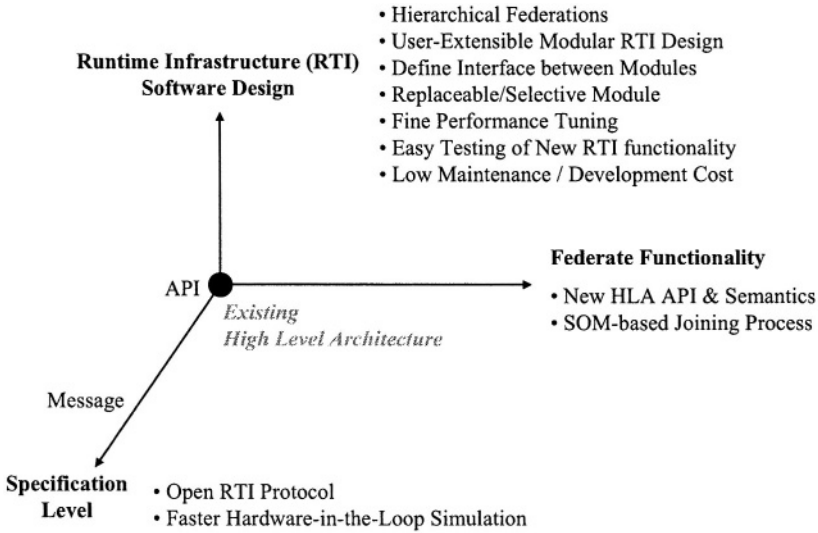 • Hierarchical Federations
• User-Extensible Modular RTI Design
Runtime Infrastructure (RTI)
Software Design
• Define Interface between Modules
• Replaceable/Selective Module
• Fine Performance Tuning
• Easy Testing of New RTI functionality
• Low Maintenance / Development Cost
Federate Functionality
• New HLA API & Semantics
• SOM-based Joining Process
API
Existing
High Level Architecture
Message
Specification
Level
• Open RTI Protocol
• Faster Hardware-in-the-Loop Simulation